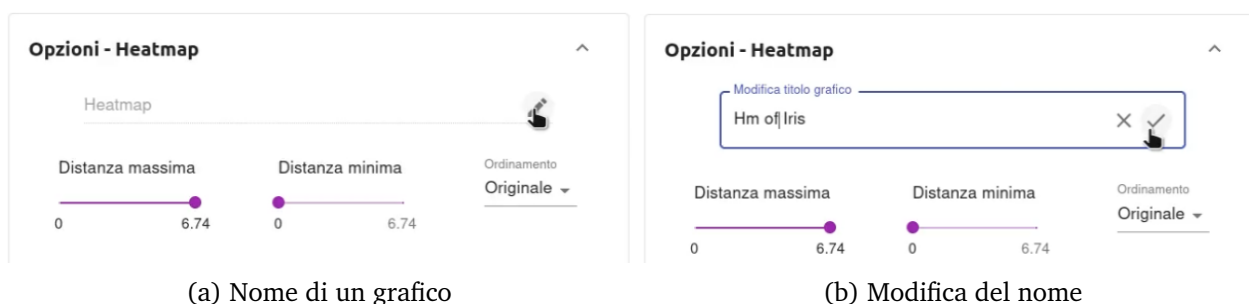 Opzioni - Heatmap
Heatmap
Distanza massima
0 6.74
Distanza minima
0 6.74
Ordinamento
Originale
(a) Nome di un grafico
Opzioni - Heatmap
Modifica titolo grafico
Hm of Iris
Distanza massima
0 6.74
Distanza minima
0 6.74
Ordinamento
Originale
(b) Modifica del nome